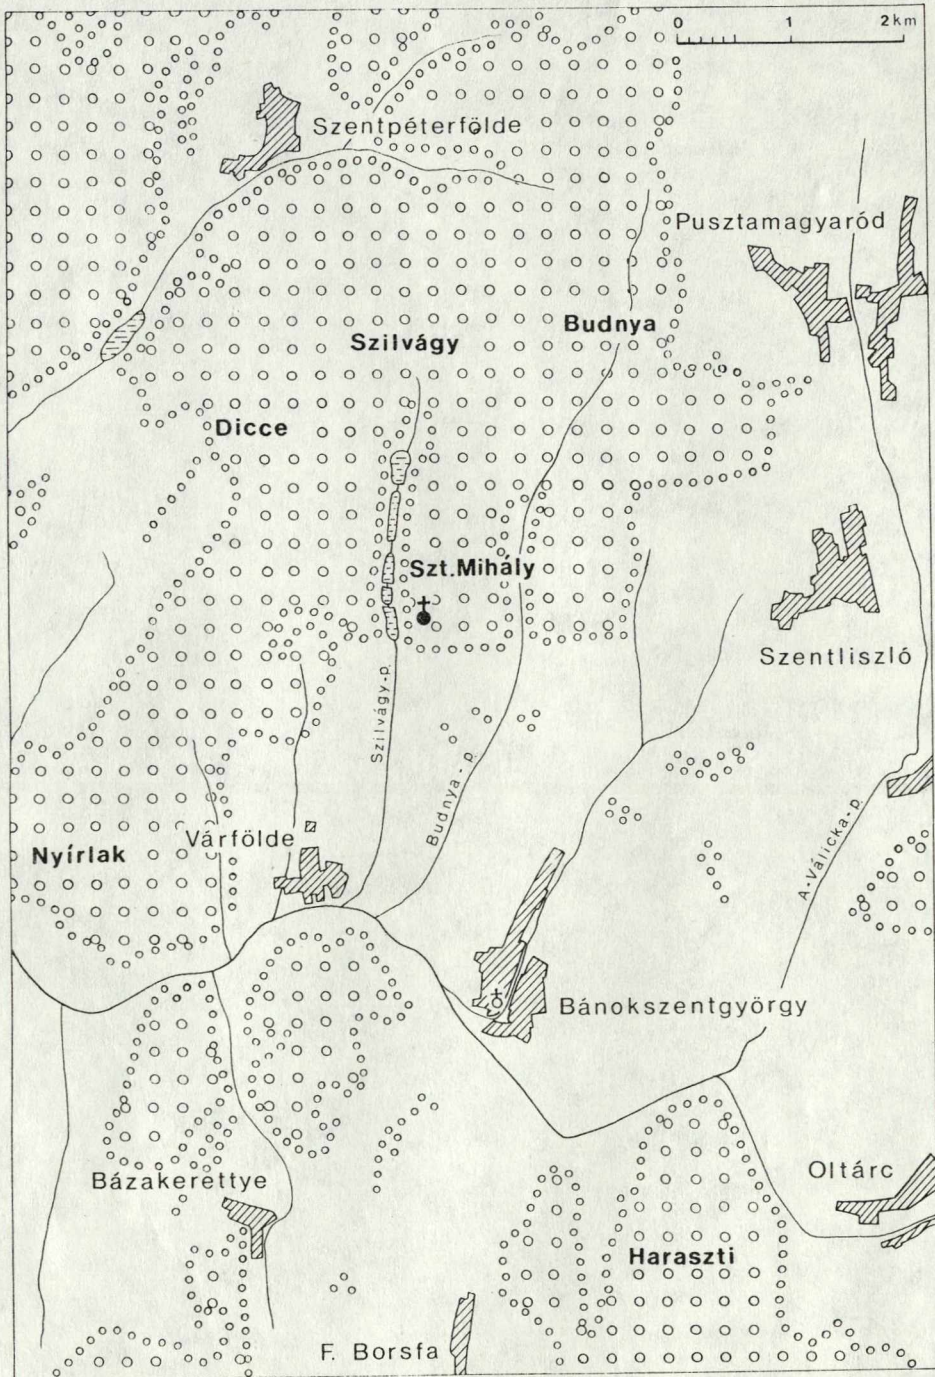 0 1 2 km
Szentpéterfölde
Pusztamagyaród
Budnya
Szilvágy
Dicce
Szt.Mihály
Szentliszló
Szilvágy-p.
Budnya-p.
A-Válicka-p.
Várfölde
Nyírlak
Bánokszentgyörgy
Bázakerettye
Oltárc
Haraszti
F. Borsfa